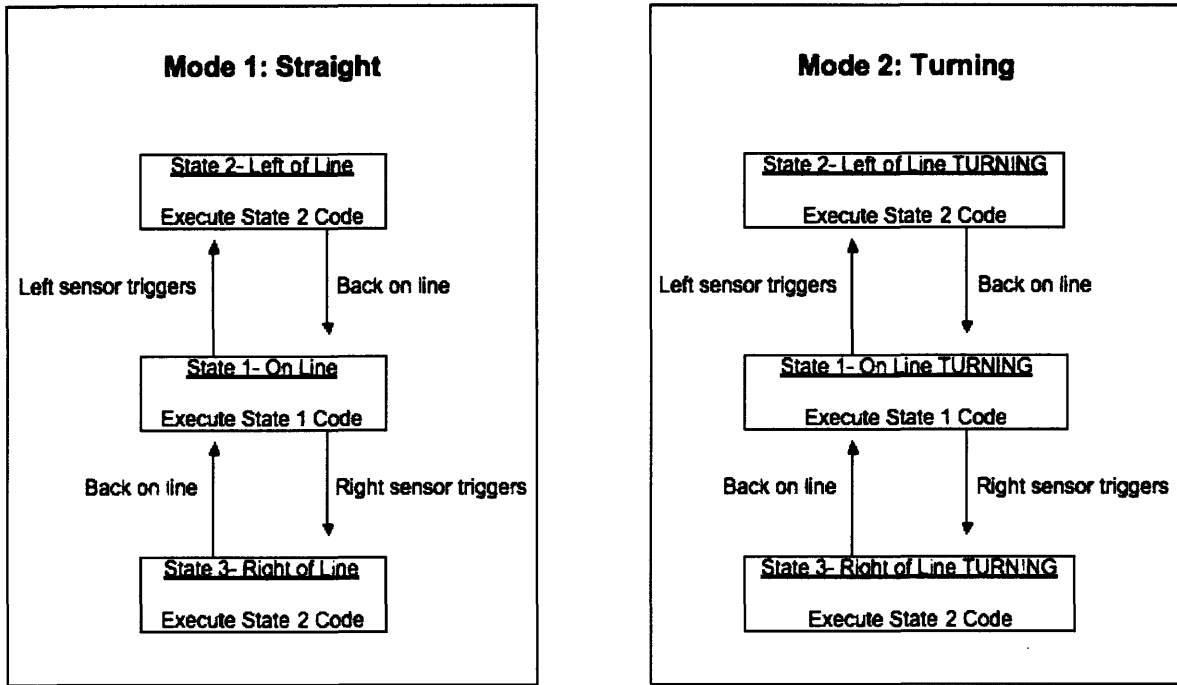 Mode 1: Straight
State 2- Left of Line
Execute State 2 Code
Left sensor triggers
Back on line
State 1- On Line
Execute State 1 Code
Back on line
Right sensor triggers
State 3- Right of Line
Execute State 2 Code
Mode 2: Turning
State 2- Left of Line TURNING
Execute State 2 Code
Left sensor triggers
Back on line
State 1- On Line TURNING
Execute State 1 Code
Back on line
Right sensor triggers
State 3- Right of Line TURNING
Execute State 2 Code